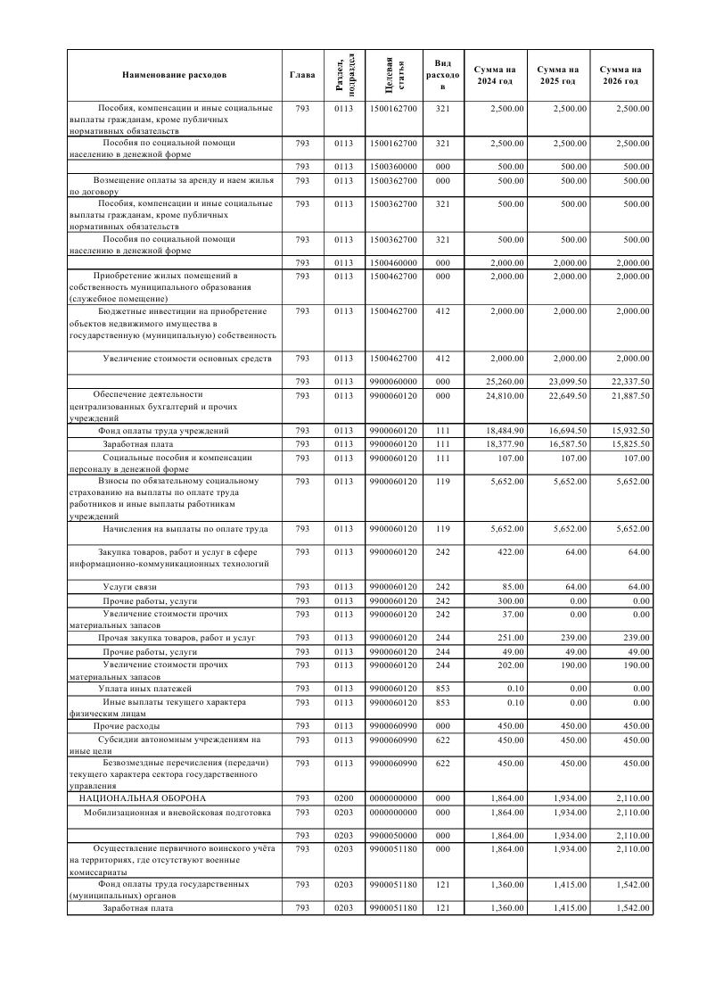 Наименование расходов Глава Раздел, подраздел Целевая статья Вид расходо в Сумма на 2024 год Сумма на 2025 год Сумма на 2026 год
Пособия, компенсации и иные социальные 793 0113 1500162700 321 2,500.00 2,500.00 2,500.00
выплаты гражданам, кроме публичных
нормативных обязательств
Пособия по социальной помощи 793 0113 1500162700 321 2,500.00 2,500.00 2,500.00
населению в денежной форме
793 0113 1500360000 000 500.00 500.00 500.00
Возмещение оплаты за аренду и наем жилья 793 0113 1500362700 000 500.00 500.00 500.00
по договору
Пособия, компенсации и иные социальные 793 0113 1500362700 321 500.00 500.00 500.00
выплаты гражданам, кроме публичных
нормативных обязательств
Пособия по социальной помощи 793 0113 1500362700 321 500.00 500.00 500.00
населению в денежной форме
793 0113 1500460000 000 2,000.00 2,000.00 2,000.00
Приобретение жилых помещений в 793 0113 1500462700 000 2,000.00 2,000.00 2,000.00
собственность муниципального образования
(служебное помещение)
Бюджетные инвестиции на приобретение 793 0113 1500462700 412 2,000.00 2,000.00 2,000.00
объектов недвижимого имущества в
государственную (муниципальную) собственность
Увеличение стоимости основных средств 793 0113 1500462700 412 2,000.00 2,000.00 2,000.00
793 0113 9900060000 000 25,260.00 23,099.50 22,337.50
Обеспечение деятельности 793 0113 9900060120 000 24,810.00 22,649.50 21,887.50
централизованных бухгалтерий и прочих
учреждений
Фонд оплаты труда учреждений 793 0113 9900060120 111 18,484.90 16,694.50 15,932.50
Заработная плата 793 0113 9900060120 111 18,377.90 16,587.50 15,825.50
Социальные пособия и компенсации 793 0113 9900060120 111 107.00 107.00 107.00
персоналу в денежной форме
Взносы по обязательному социальному 793 0113 9900060120 119 5,652.00 5,652.00 5,652.00
страхованию на выплаты по оплате труда
работников и иные выплаты работникам
учреждений
Начисления на выплаты по оплате труда 793 0113 9900060120 119 5,652.00 5,652.00 5,652.00
Закупка товаров, работ и услуг в сфере 793 0113 9900060120 242 422.00 64.00 64.00
информационно-коммуникационных технологий
Услуги связи 793 0113 9900060120 242 85.00 64.00 64.00
Прочие работы, услуги 793 0113 9900060120 242 300.00 0.00 0.00
Увеличение стоимости прочих 793 0113 9900060120 242 37.00 0.00 0.00
материальных запасов
Прочая закупка товаров, работ и услуг 793 0113 9900060120 244 251.00 239.00 239.00
Прочие работы, услуги 793 0113 9900060120 244 49.00 49.00 49.00
Увеличение стоимости прочих 793 0113 9900060120 244 202.00 190.00 190.00
материальных запасов
Уплата иных платежей 793 0113 9900060120 853 0.10 0.00 0.00
Иные выплаты текущего характера 793 0113 9900060120 853 0.10 0.00 0.00
физическим лицам
Прочие расходы 793 0113 9900060990 000 450.00 450.00 450.00
Субсидии автономным учреждениям на 793 0113 9900060990 622 450.00 450.00 450.00
иные цели
Безвозмездные перечисления (передачи) 793 0113 9900060990 622 450.00 450.00 450.00
текущего характера сектора государственного
управления
НАЦИОНАЛЬНАЯ ОБОРОНА 793 0200 0000000000 000 1,864.00 1,934.00 2,110.00
Мобилизационная и вневойсковая подготовка 793 0203 0000000000 000 1,864.00 1,934.00 2,110.00
793 0203 9900050000 000 1,864.00 1,934.00 2,110.00
Осуществление первичного воинского учёта 793 0203 9900051180 000 1,864.00 1,934.00 2,110.00
на территориях, где отсутствуют военные
комиссариаты
Фонд оплаты труда государственных 793 0203 9900051180 121 1,360.00 1,415.00 1,542.00
(муниципальных) органов
Заработная плата 793 0203 9900051180 121 1,360.00 1,415.00 1,542.00